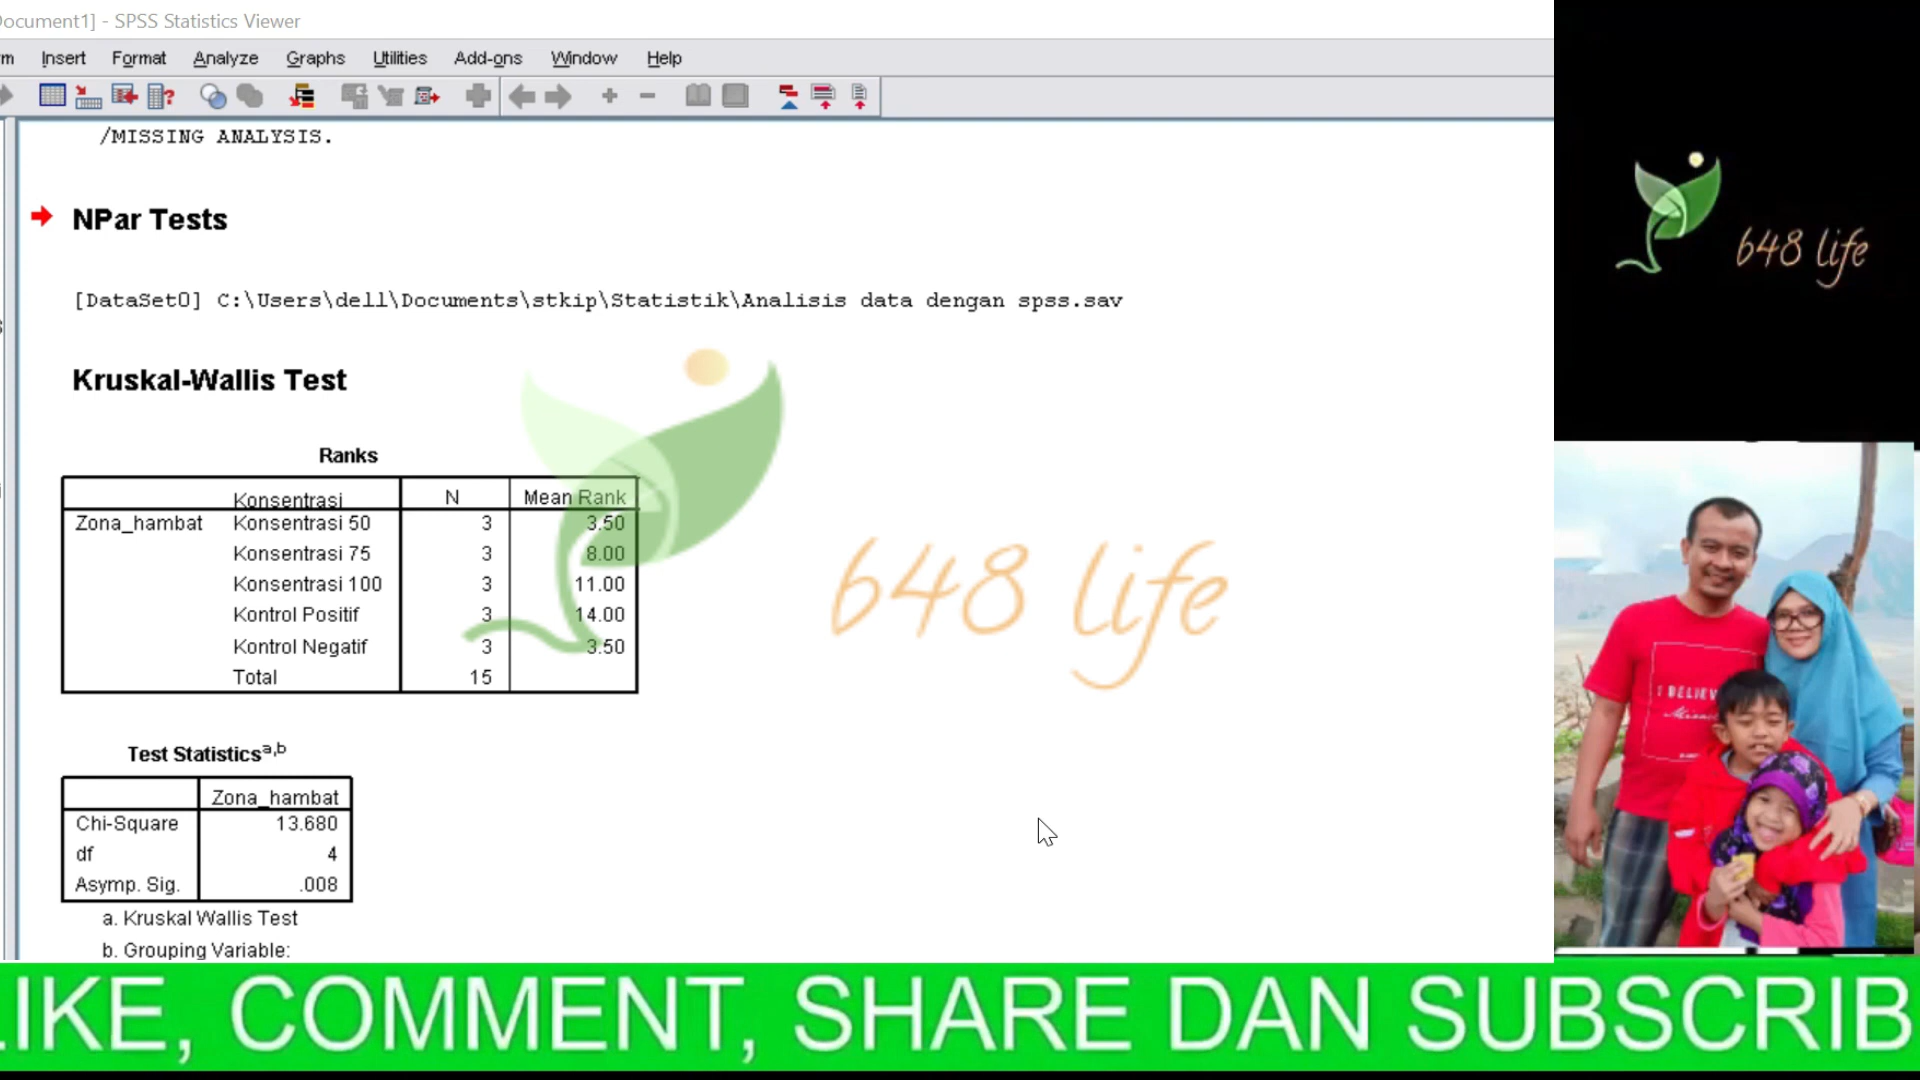 Document1] - SPSS Statistics Viewer
rm Insert Format Analyze Graphs Utilities Add-ons Window Help
/MISSING ANALYSIS.
NPar Tests
[DataSet0] C:\Users\dell\Documents\stkip\Statistik\Analisis data dengan spss.sav
Kruskal-Wallis Test
Ranks
Konsentrasi N Mean Rank
Zona_hambat Konsentrasi 50 3 3.50
Konsentrasi 75 3 8.00
Konsentrasi 100 3 11.00
Kontrol Positif 3 14.00
Kontrol Negatif 3 3.50
Total 15
Test Statisticsa,b
Zona_hambat
Chi-Square 13.680
df 4
Asymp. Sig. .008
a. Kruskal Wallis Test
b. Grouping Variable:
648 life
648 life
I BELIEV
LIKE, COMMENT, SHARE DAN SUBSCRIB